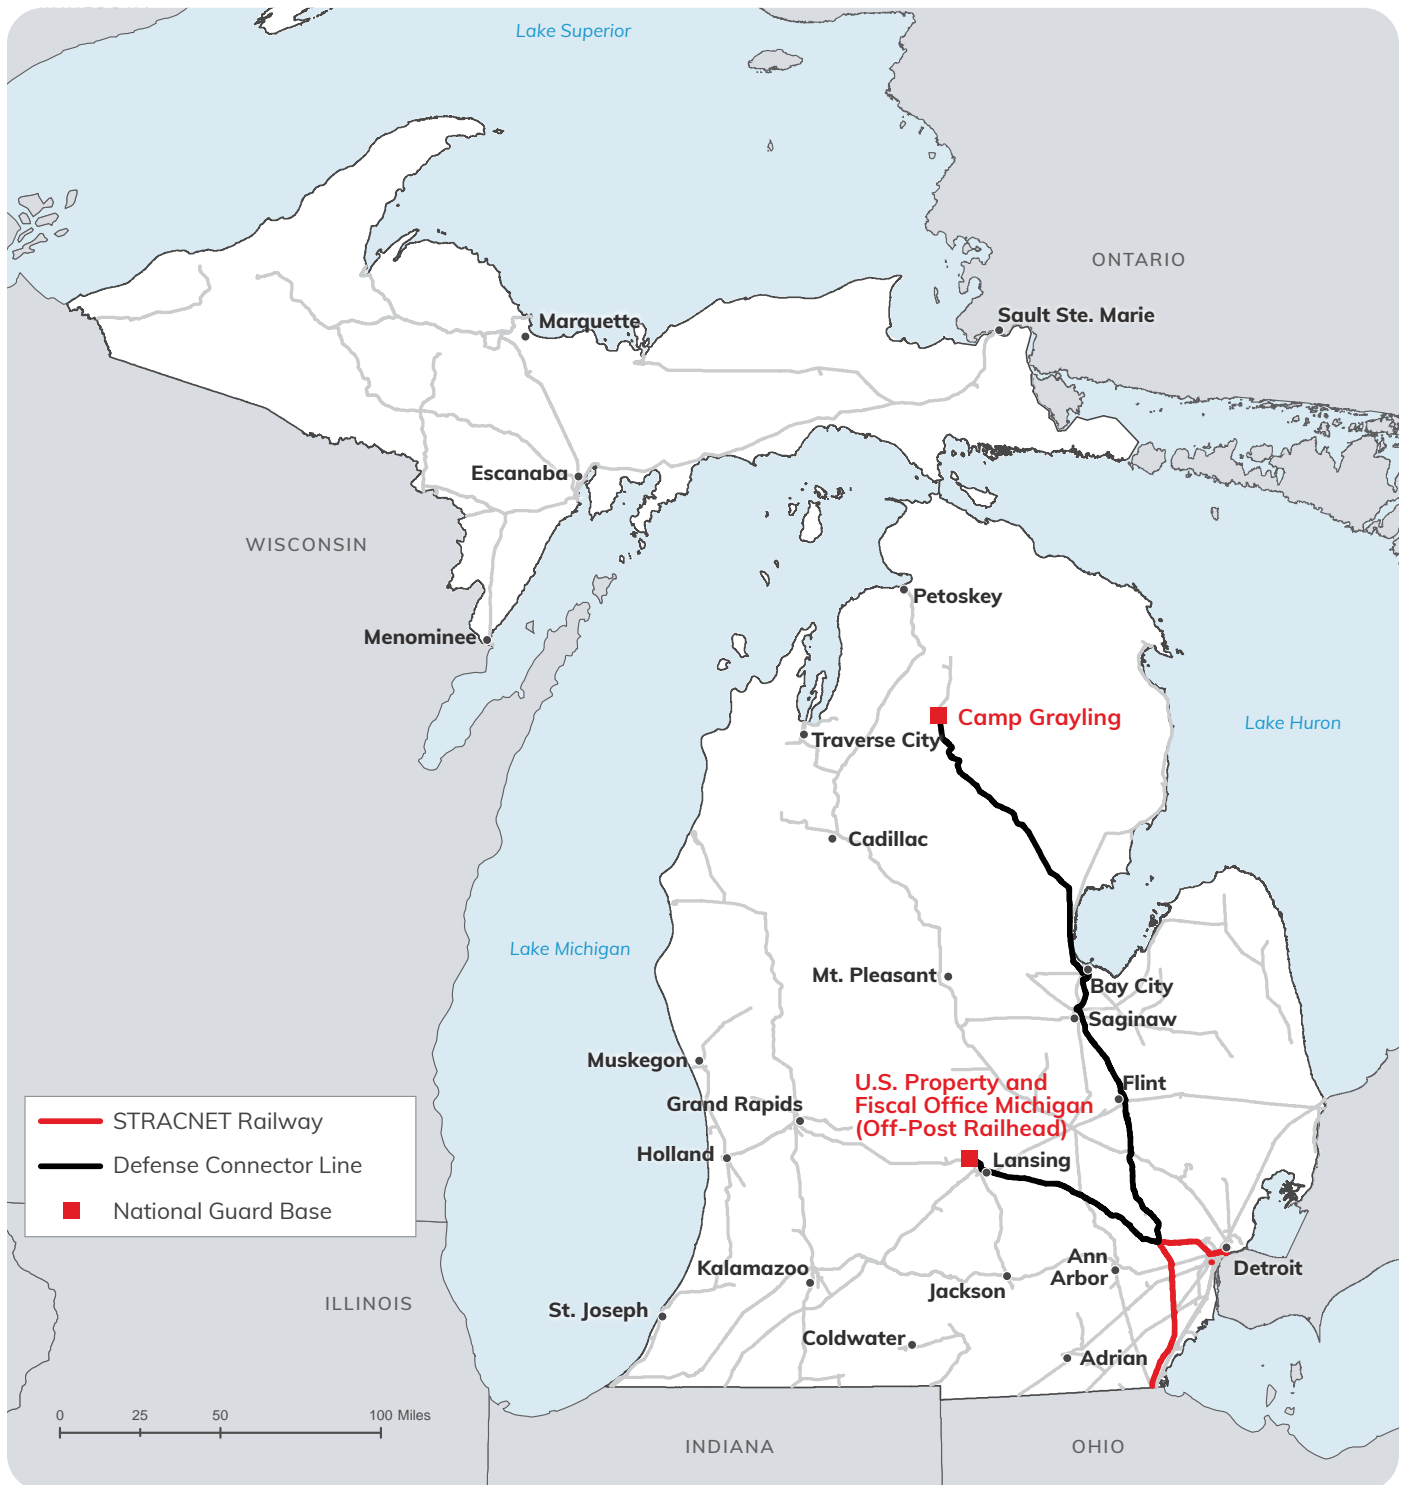 Lake Superior
ONTARIO
Sault Ste. Marie
Marquette
Escanaba
WISCONSIN
Petoskey
Menominee
Camp Grayling
Lake Huron
Traverse City
Cadillac
Lake Michigan
Mt. Pleasant
Bay City
Saginaw
Muskegon
U.S. Property and
Fiscal Office Michigan
(Off-Post Railhead)
Flint
Grand Rapids
Holland
Lansing
STRACNET Railway
Defense Connector Line
National Guard Base
Ann
Arbor
Detroit
Kalamazoo
Jackson
St. Joseph
ILLINOIS
Coldwater
Adrian
0 25 50 100 Miles
INDIANA
OHIO